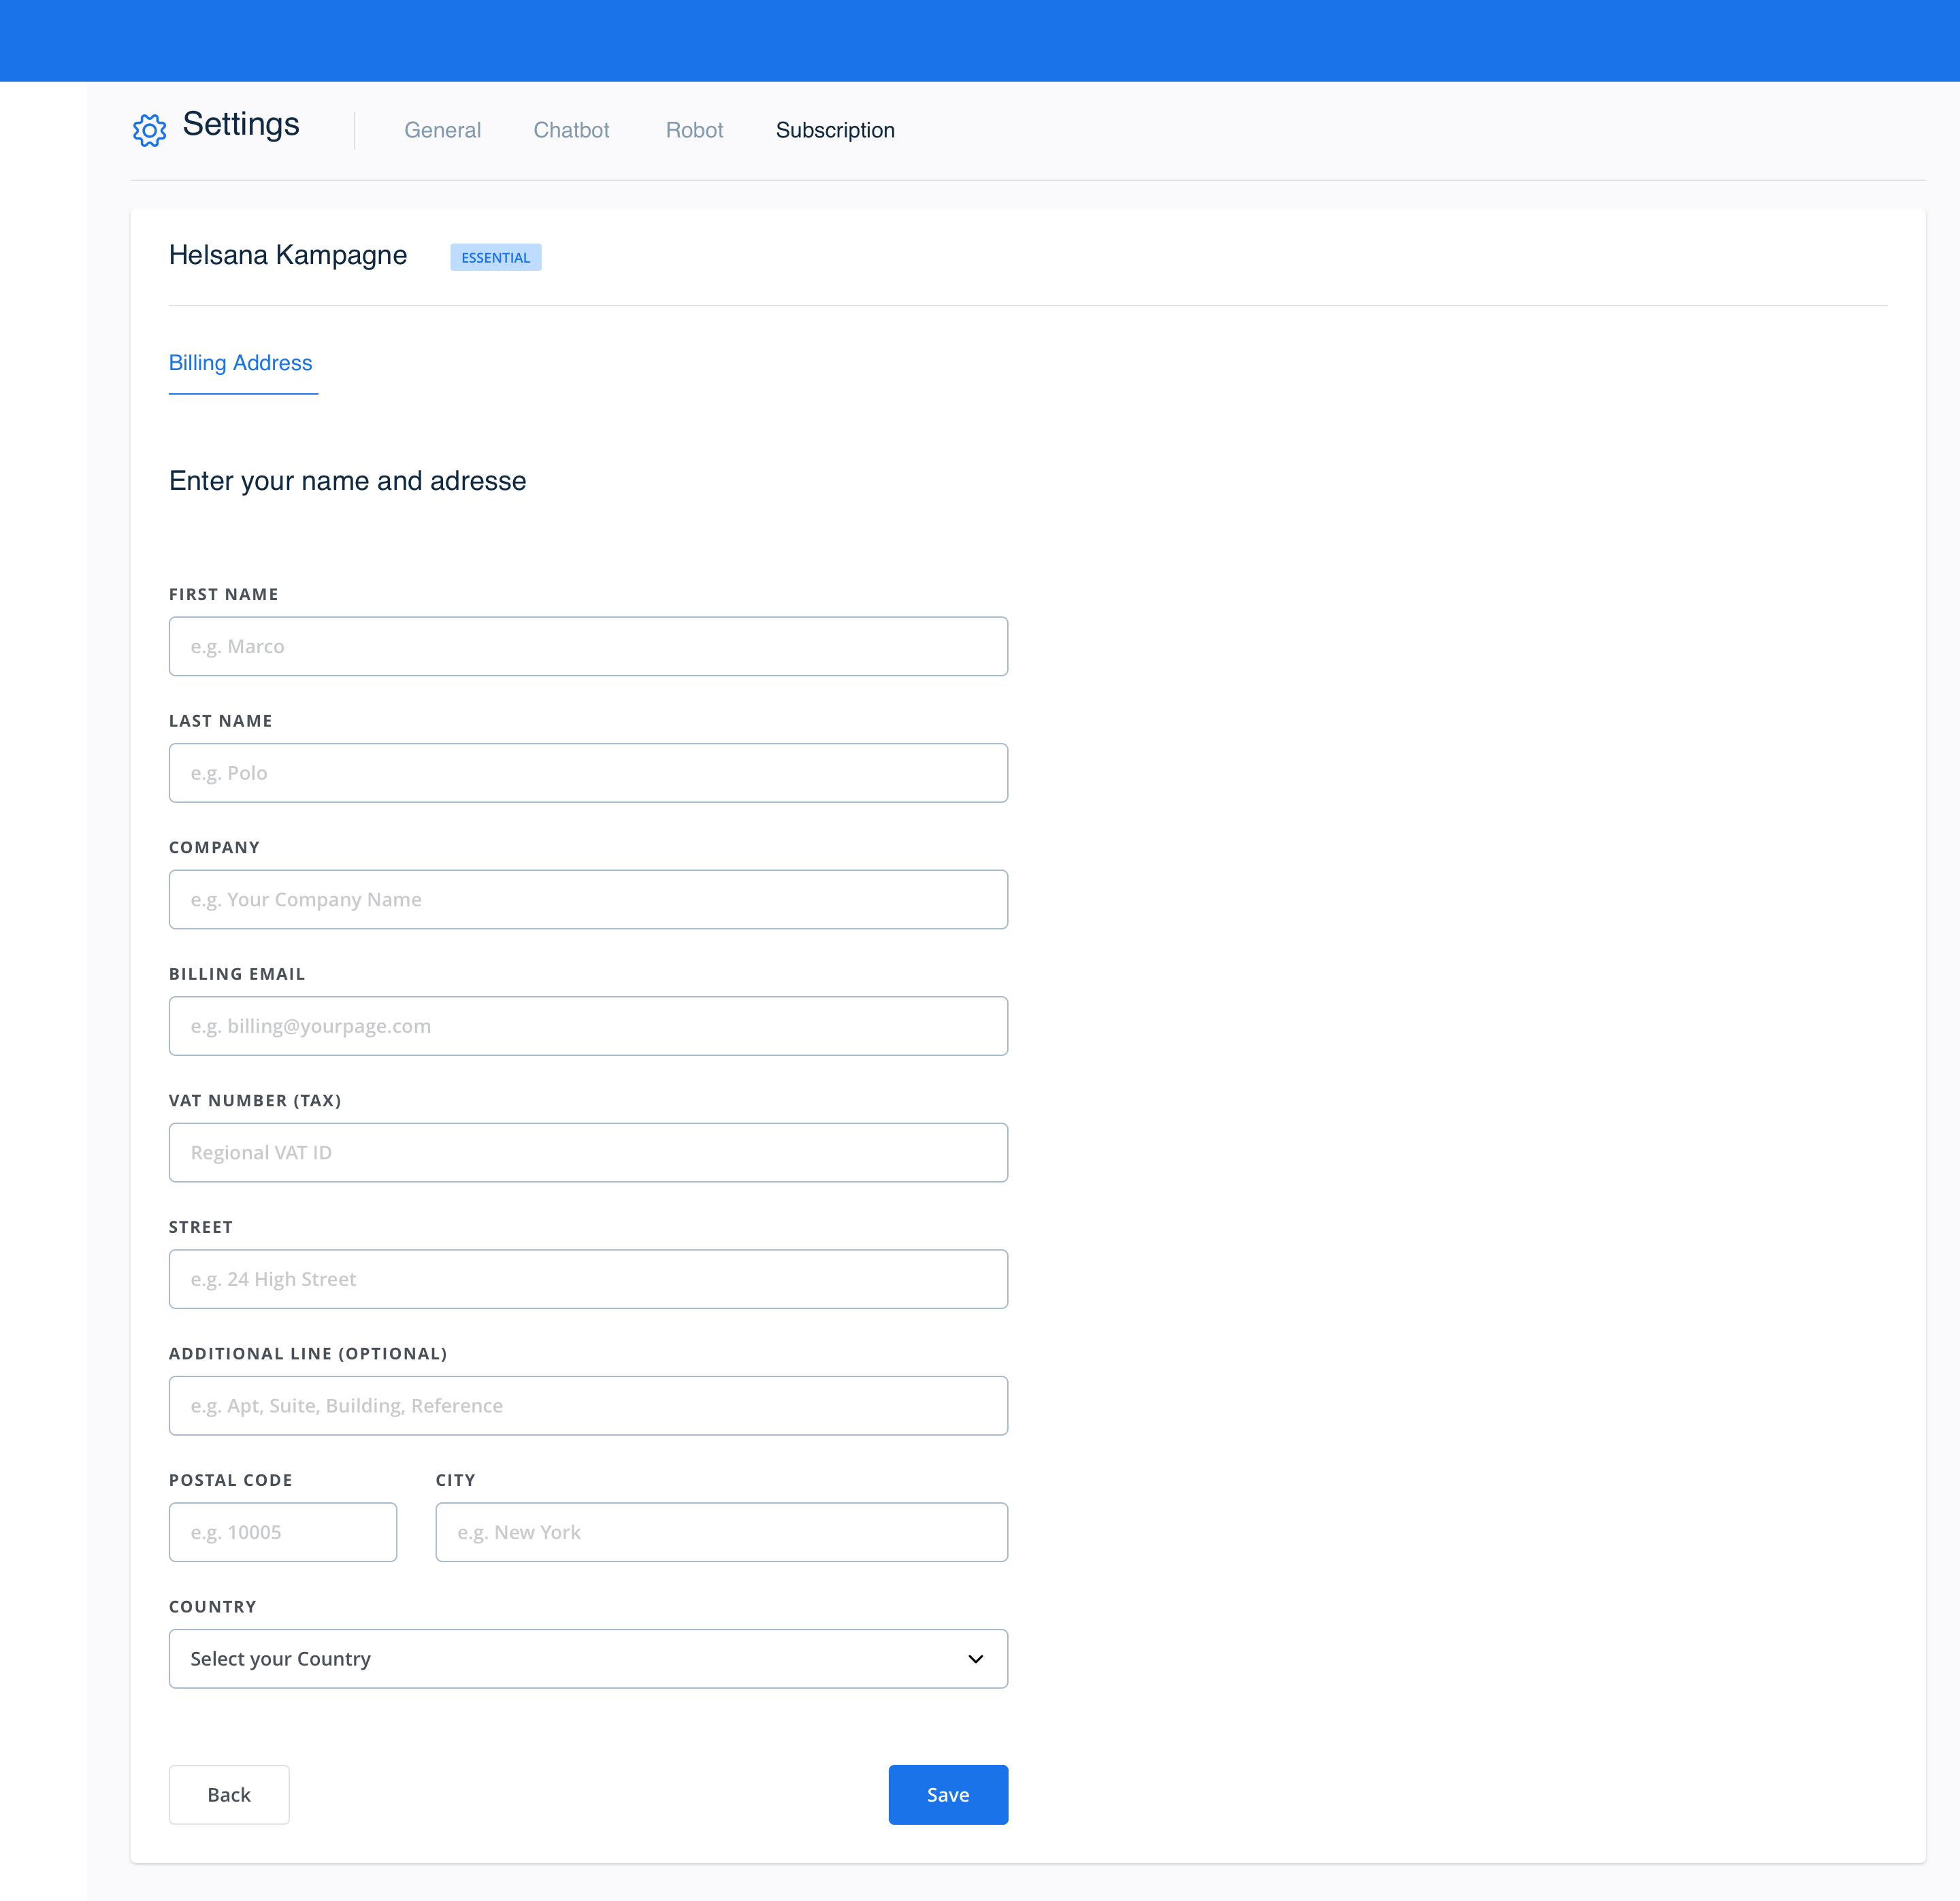 Settings
General Chatbot Robot Subscription
Helsana Kampagne ESSENTIAL
Billing Address
Enter your name and adresse
FIRST NAME
e.g. Marco
LAST NAME
e.g. Polo
COMPANY
e.g. Your Company Name
BILLING EMAIL
e.g. billing@yourpage.com
VAT NUMBER (TAX)
Regional VAT ID
STREET
e.g. 24 High Street
ADDITIONAL LINE (OPTIONAL)
e.g. Apt, Suite, Building, Reference
POSTAL CODE CITY
e.g. 10005 e.g. New York
COUNTRY
Select your Country
Back Save